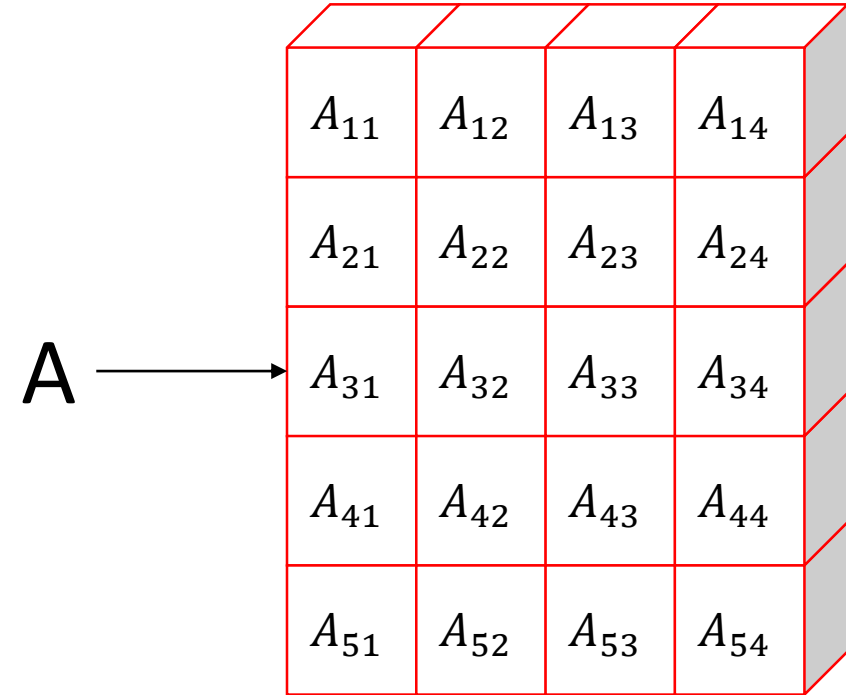 A₁₁ A₁₂ A₁₃ A₁₄
A₂₁ A₂₂ A₂₃ A₂₄
A A₃₁ A₃₂ A₃₃ A₃₄
A₄₁ A₄₂ A₄₃ A₄₄
A₅₁ A₅₂ A₅₃ A₅₄